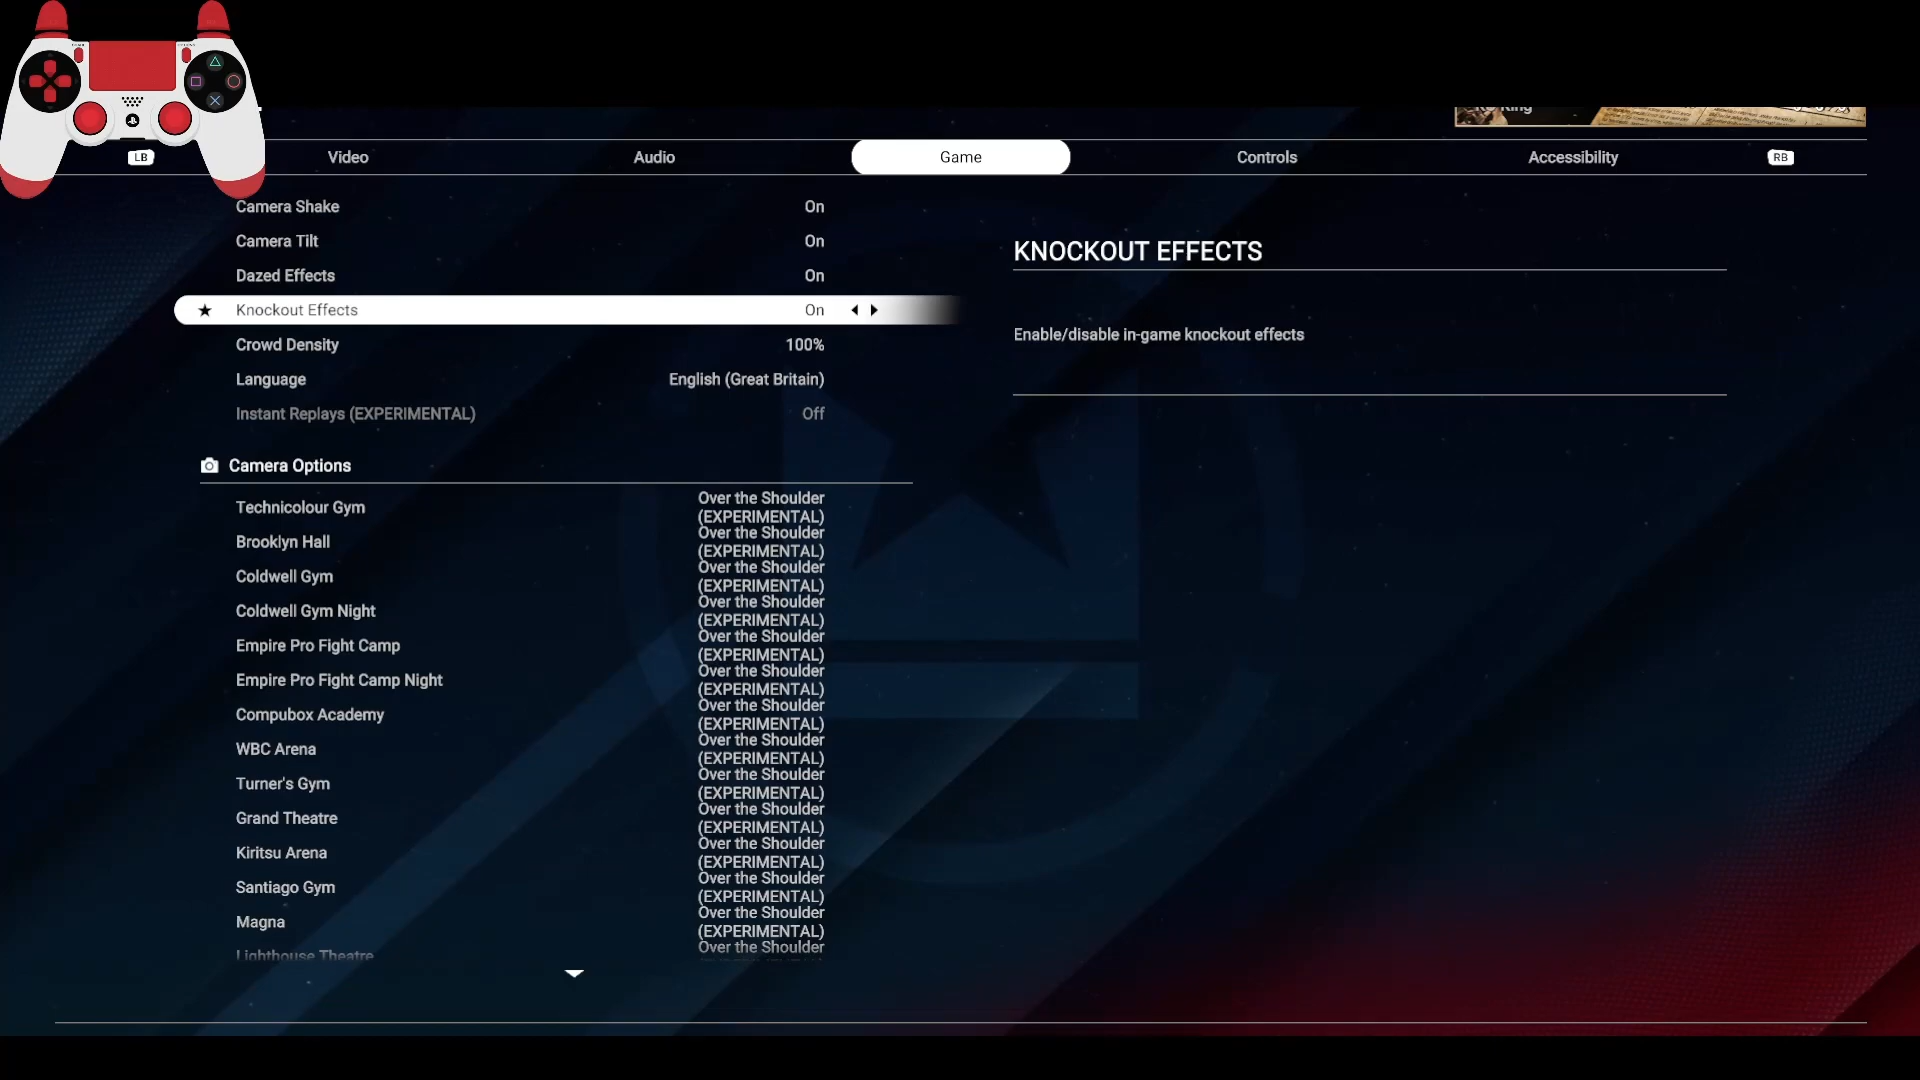 King
LB
Video
Audio
Game
Controls
Accessibility
RB
Camera Shake On
Camera Tilt On
Dazed Effects On
Knockout Effects On
Crowd Density 100%
Language English (Great Britain)
Instant Replays (EXPERIMENTAL) Off
Camera Options
Technicolour Gym Over the Shoulder
(EXPERIMENTAL)
Brooklyn Hall Over the Shoulder
(EXPERIMENTAL)
Coldwell Gym Over the Shoulder
(EXPERIMENTAL)
Coldwell Gym Night Over the Shoulder
(EXPERIMENTAL)
Empire Pro Fight Camp Over the Shoulder
(EXPERIMENTAL)
Empire Pro Fight Camp Night Over the Shoulder
(EXPERIMENTAL)
Compubox Academy Over the Shoulder
(EXPERIMENTAL)
WBC Arena Over the Shoulder
(EXPERIMENTAL)
Turner's Gym Over the Shoulder
(EXPERIMENTAL)
Grand Theatre Over the Shoulder
(EXPERIMENTAL)
Kiritsu Arena Over the Shoulder
(EXPERIMENTAL)
Santiago Gym Over the Shoulder
(EXPERIMENTAL)
Magna Over the Shoulder
(EXPERIMENTAL)
Lighthouse Theatre Over the Shoulder
KNOCKOUT EFFECTS
Enable/disable in-game knockout effects